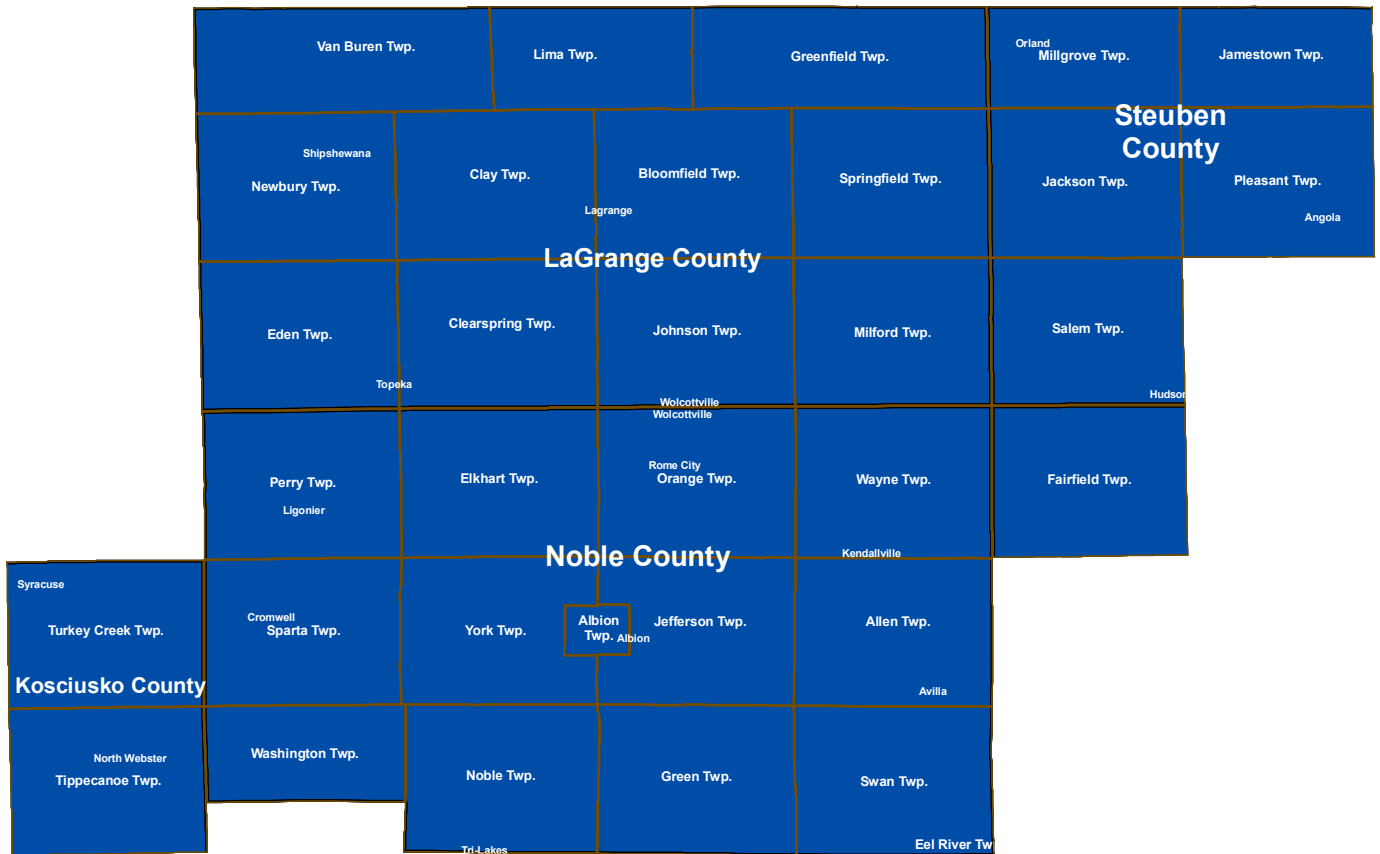 Van Buren Twp.
Lima Twp.
Greenfield Twp.
Orland
Millgrove Twp.
Jamestown Twp.
Steuben
County
Shipshewana
Newbury Twp.
Clay Twp.
Bloomfield Twp.
Springfield Twp.
Jackson Twp.
Pleasant Twp.
Lagrange
Angola
LaGrange County
Eden Twp.
Clearspring Twp.
Johnson Twp.
Milford Twp.
Salem Twp.
Topeka
Hudson
Wolcottville
Wolcottville
Perry Twp.
Elkhart Twp.
Rome City
Orange Twp.
Wayne Twp.
Fairfield Twp.
Ligonier
Kendallville
Noble County
Syracuse
Turkey Creek Twp.
Cromwell
Sparta Twp.
York Twp.
Albion
Twp.
Albion
Jefferson Twp.
Allen Twp.
Kosciusko County
Avilla
North Webster
Tippecanoe Twp.
Washington Twp.
Noble Twp.
Green Twp.
Swan Twp.
Tri-Lakes
Eel River Tw